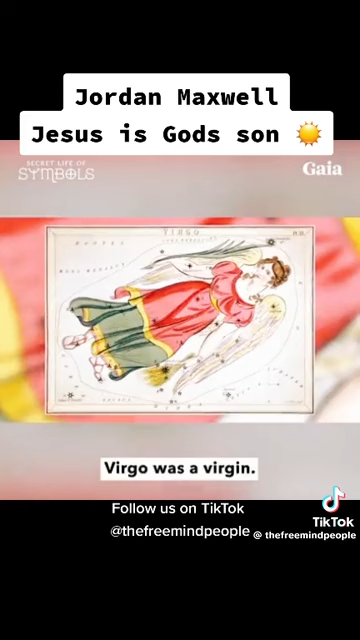 Jordan Maxwell
Jesus is Gods son ☀️
SECRET LIFE OF
SYMBOLS
Gaia
VIRGO
Virgo was a virgin.
Follow us on TikTok
@thefreemindpeople
TikTok
@ thefreemindpeople